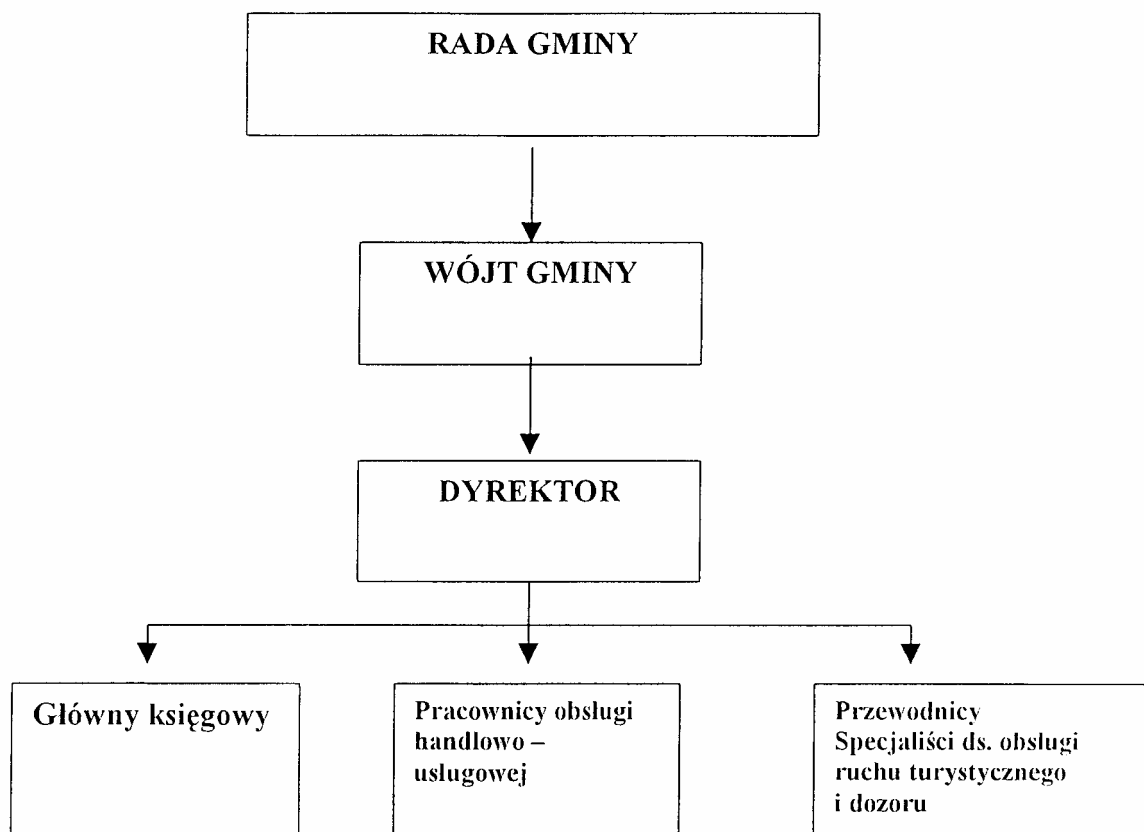 RADA GMINY
WÓJT GMINY
DYREKTOR
Główny księgowy
Pracownicy obsługi
handlowo –
usługowej
Przewodnicy
Specjaliści ds. obsługi
ruchu turystycznego
i dozoru